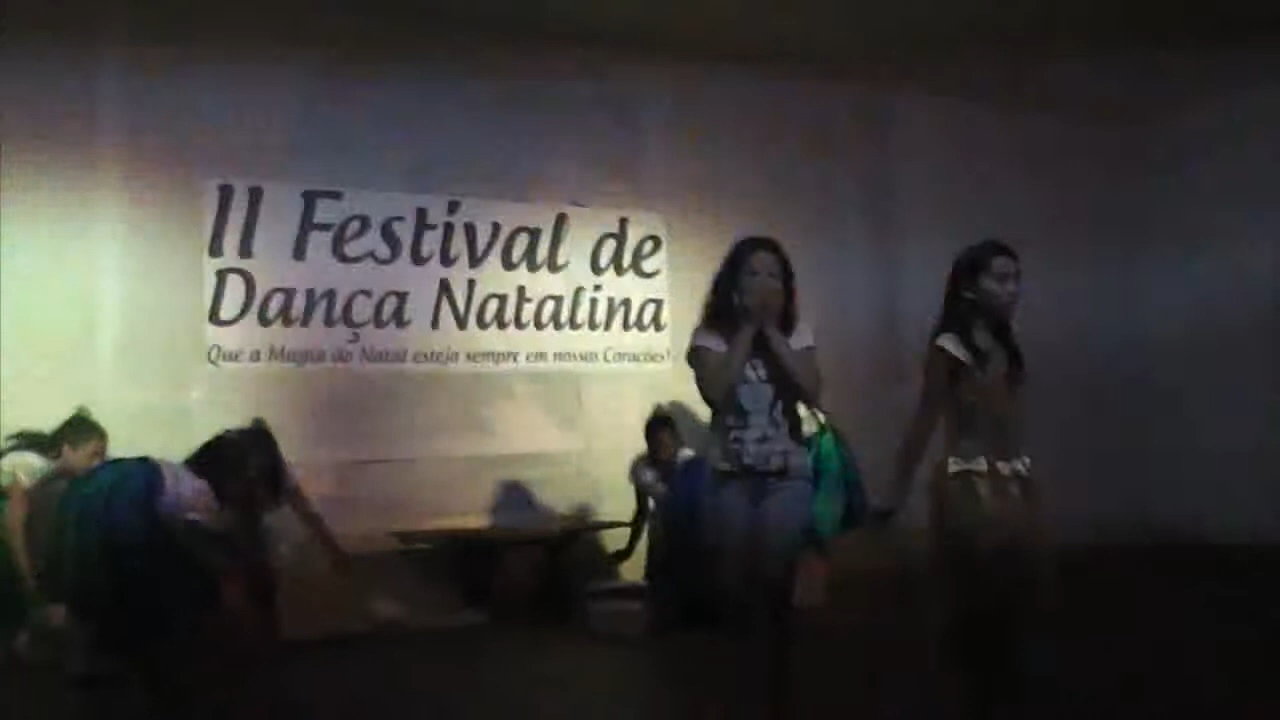 II Festival de
Dança Natalina
Que a Magia do Natal esteja sempre em nossos Corações!